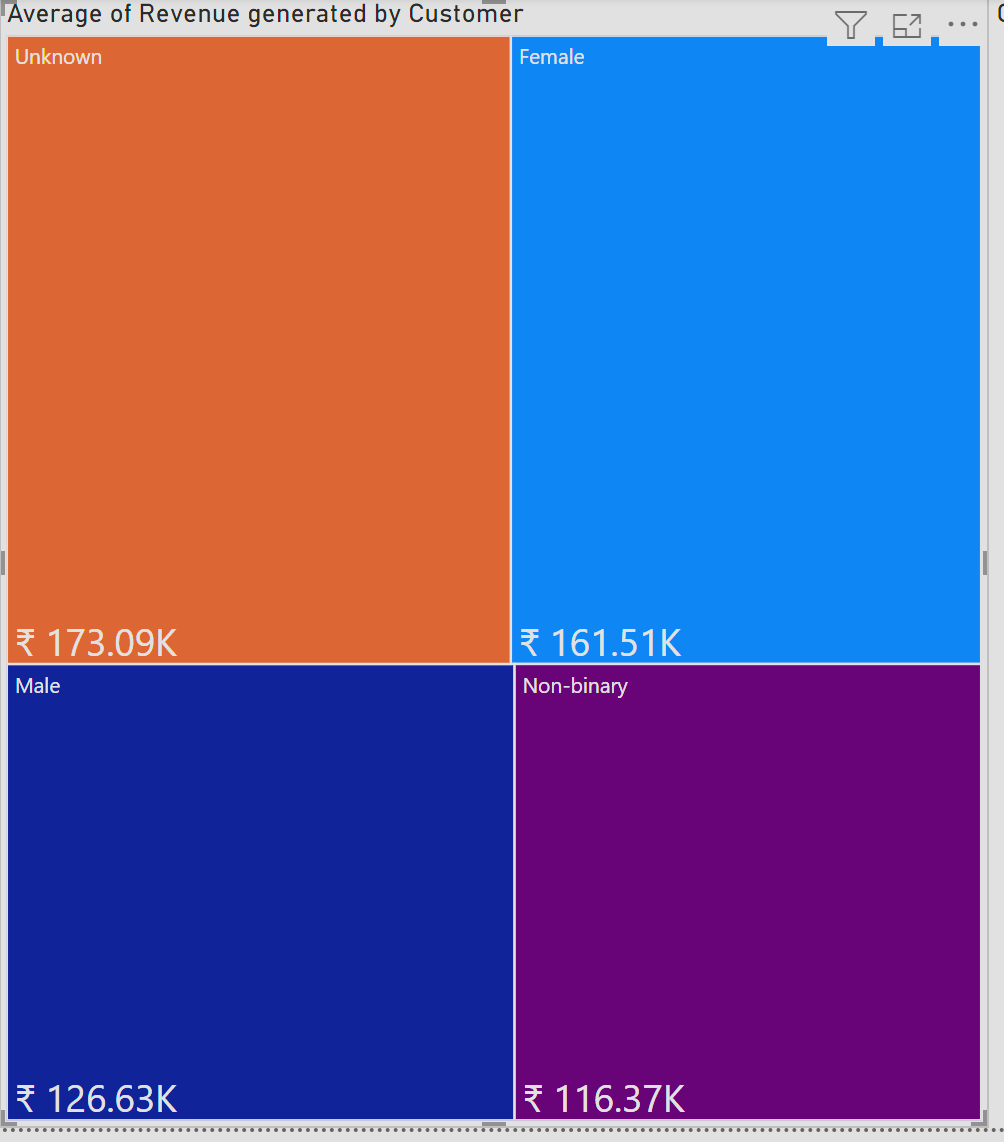 Average of Revenue generated by Customer
Unknown
Female
₹ 173.09K
₹ 161.51K
Male
Non-binary
₹ 126.63K
₹ 116.37K